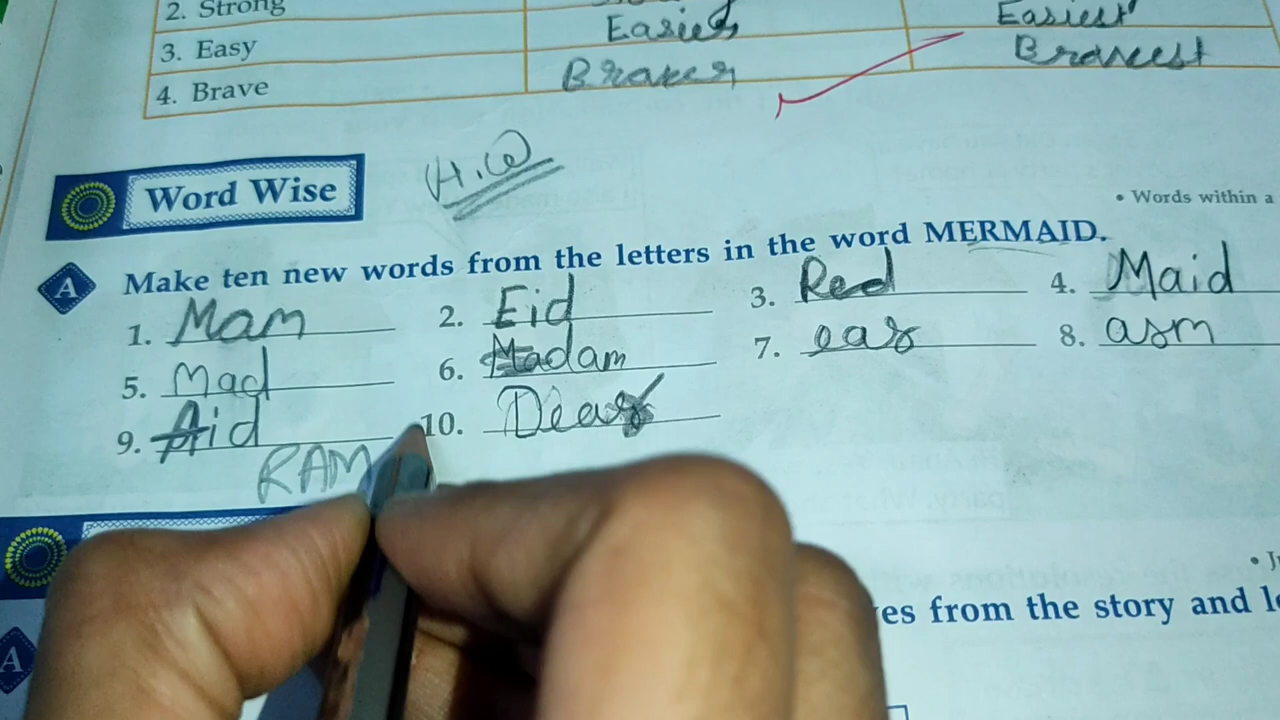 2. Strong
3. Easy Easier Easiest
4. Brave Braver Bravest
Word Wise H.W
• Words within a
A Make ten new words from the letters in the word MERMAID.
1. Mam 2. Eid 3. Red 4. Maid
5. Mad 6. Madam 7. ear 8. arm
9. Aid 10. Dear
RAM
A es from the story and le